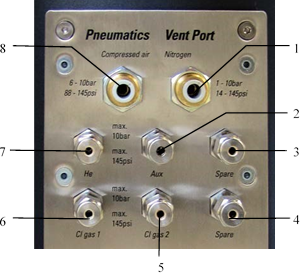 Pneumatics Vent Port
Compressed air Nitrogen
8 1
6 - 10bar 1 - 10bar
88 - 145psi 14 - 145psi
2
max.
10bar
7 max. 3
145psi
He Aux Spare
max.
10bar
6 max. 4
145psi
CI gas 1 CI gas 2 Spare
5